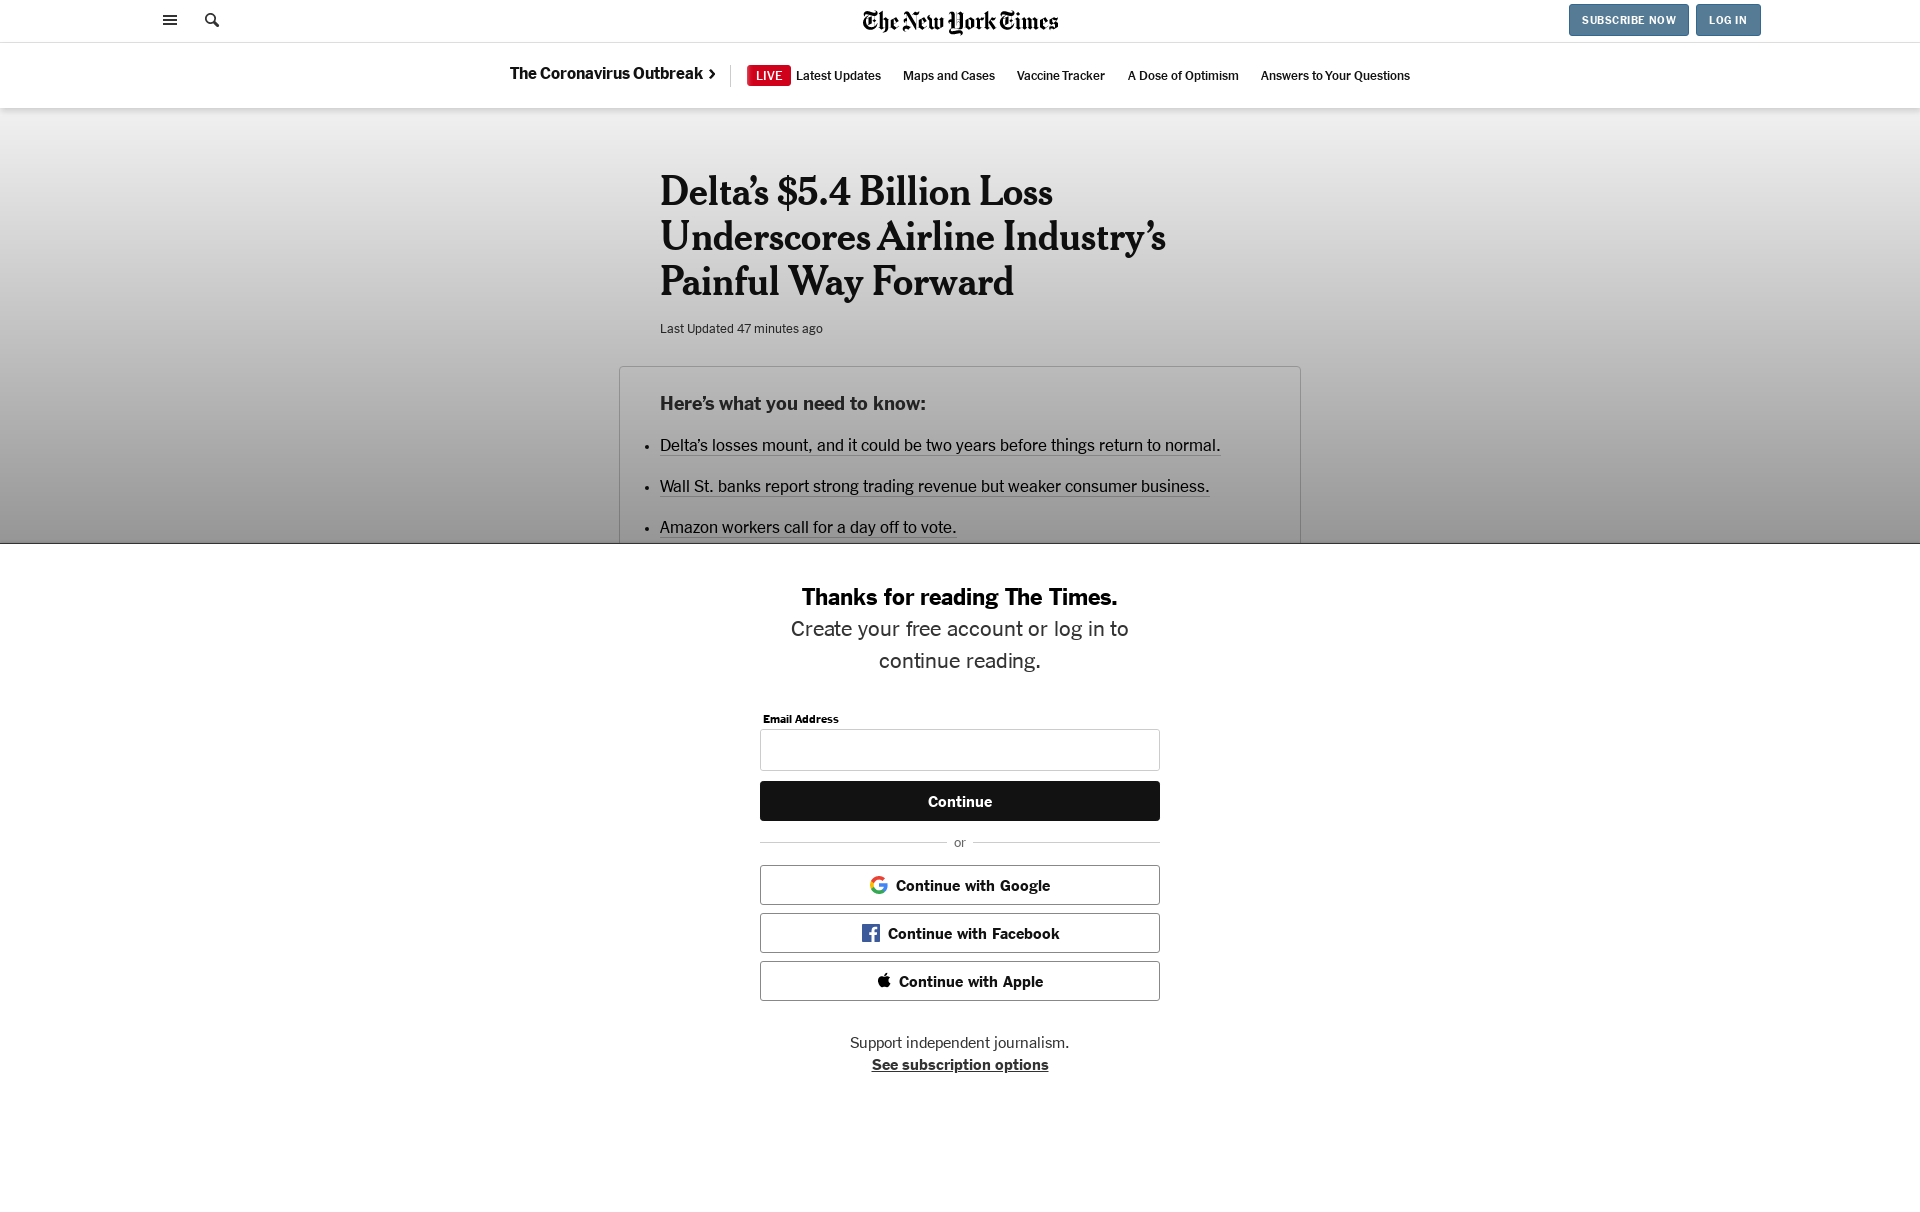 The New York Times
SUBSCRIBE NOW
LOG IN
The Coronavirus Outbreak
LIVE Latest Updates
Maps and Cases
Vaccine Tracker
A Dose of Optimism
Answers to Your Questions
Delta’s $5.4 Billion Loss
Underscores Airline Industry’s
Painful Way Forward
Last Updated 47 minutes ago
Here’s what you need to know:
• Delta’s losses mount, and it could be two years before things return to normal.
• Wall St. banks report strong trading revenue but weaker consumer business.
• Amazon workers call for a day off to vote.
Thanks for reading The Times.
Create your free account or log in to
continue reading.
Email Address
Continue
or
Continue with Google
Continue with Facebook
Continue with Apple
Support independent journalism.
See subscription options